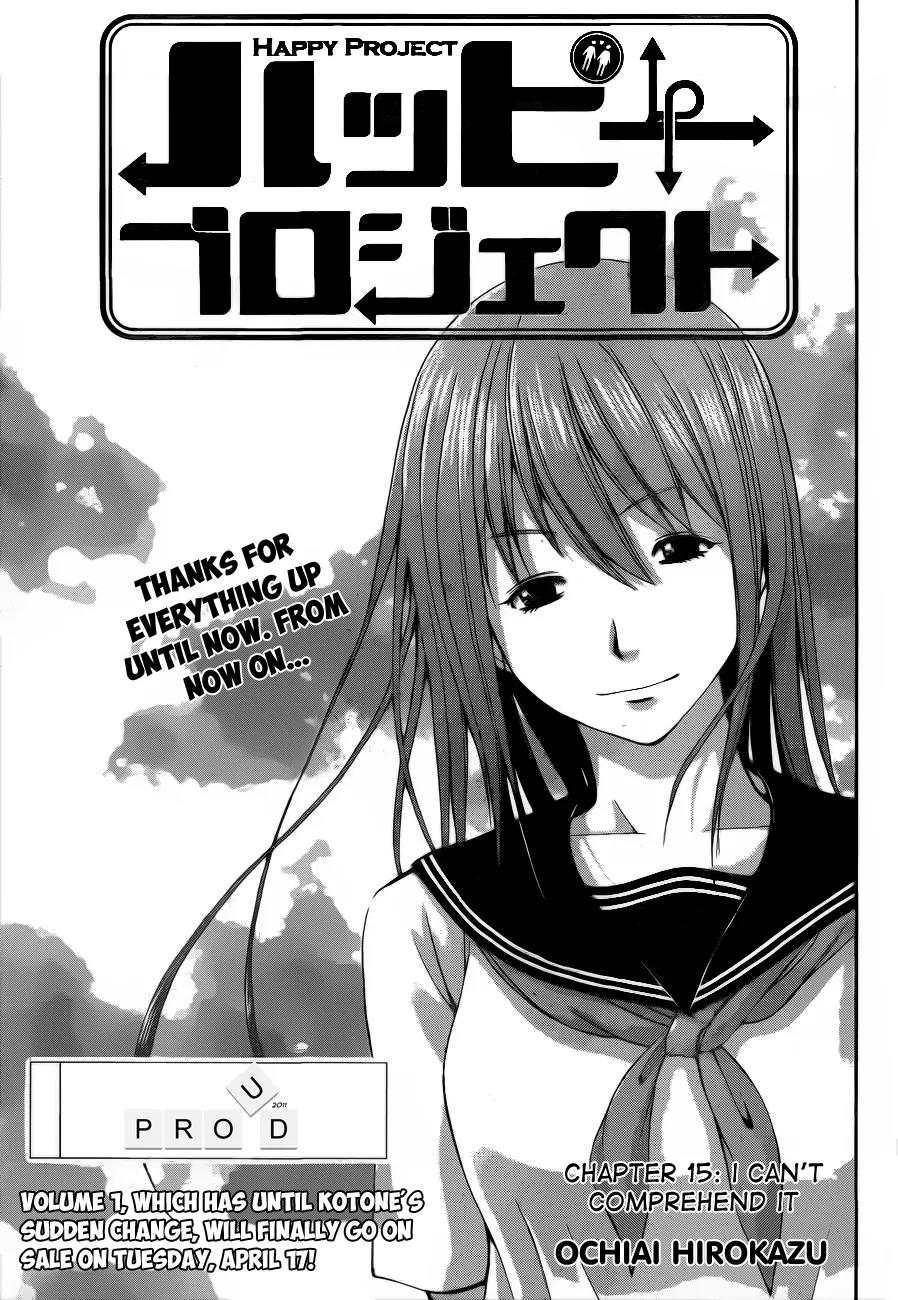 HAPPY PROJECT
ハッピー
プロジェクト
THANKS FOR
EVERYTHING UP
UNTIL NOW. FROM
NOW ON...
U
2011
PRO D
VOLUME 1, WHICH HAS UNTIL KOTONE'S
SUDDEN CHANGE, WILL FINALLY GO ON
SALE ON TUESDAY, APRIL 17!
CHAPTER 15: I CAN'T
COMPREHEND IT
OCHIAI HIROKAZU